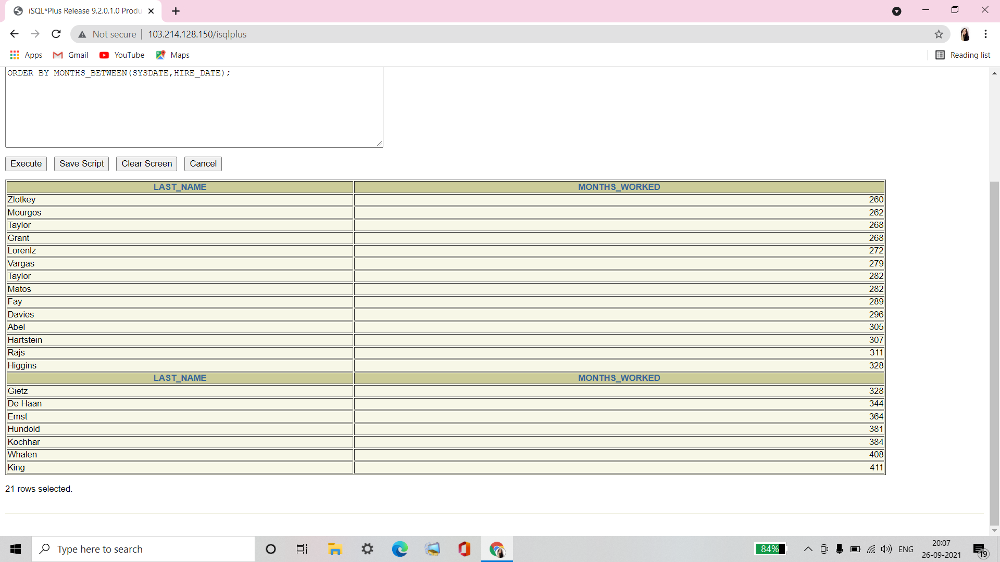 iSQL*Plus Release 9.2.0.1.0 Produ
Not secure | 103.214.128.150/isqlplus
Apps Gmail YouTube Maps Reading list
ORDER BY MONTHS_BETWEEN(SYSDATE,HIRE_DATE);
Execute Save Script Clear Screen Cancel
LAST_NAME MONTHS_WORKED
Zlotkey 260
Mourgos 262
Taylor 268
Grant 268
Lorenlz 272
Vargas 279
Taylor 282
Matos 282
Fay 289
Davies 296
Abel 305
Hartstein 307
Rajs 311
Higgins 328
LAST_NAME MONTHS_WORKED
Gietz 328
De Haan 344
Emst 364
Hundold 381
Kochhar 384
Whalen 408
King 411
21 rows selected.
Type here to search
84%
ENG
20:07
26-09-2021
19